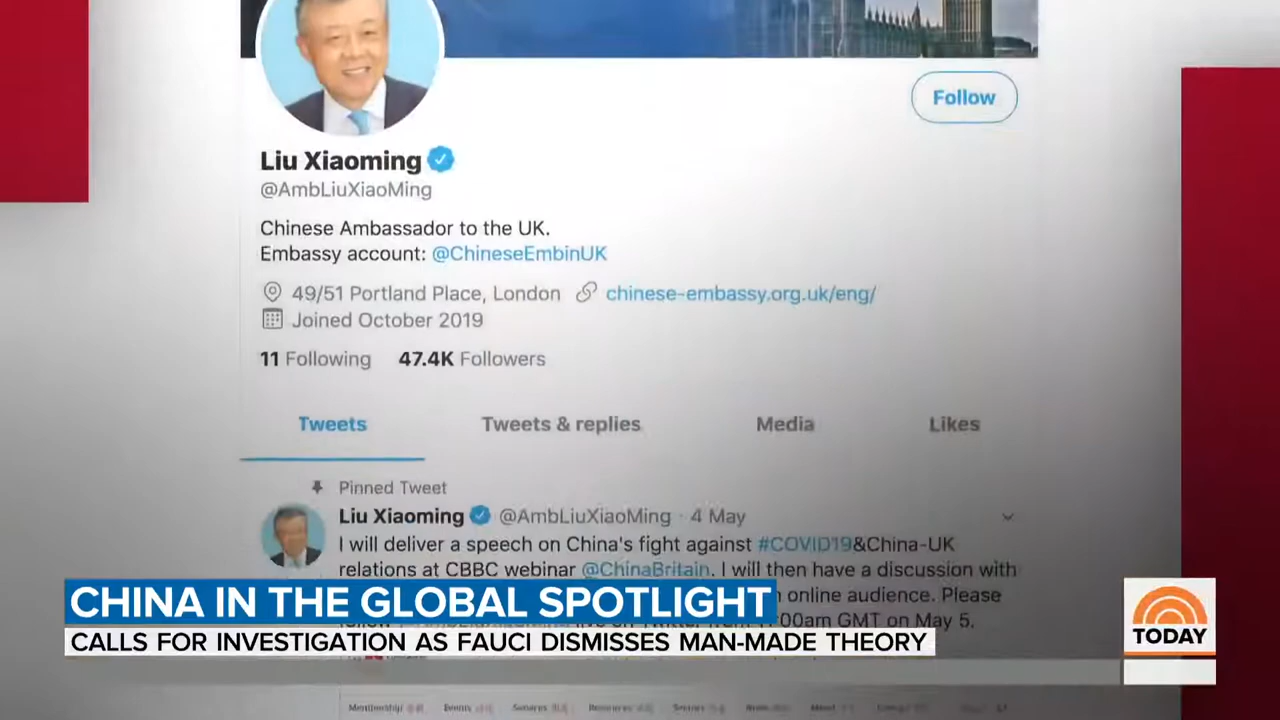 Follow
Liu Xiaoming
@AmbLiuXiaoMing
Chinese Ambassador to the UK.
Embassy account: @ChineseEmbinUK
49/51 Portland Place, London chinese-embassy.org.uk/eng/
Joined October 2019
11 Following 47.4K Followers
Tweets Tweets & replies Media Likes
Pinned Tweet
Liu Xiaoming @AmbLiuXiaoMing · 4 May
I will deliver a speech on China's fight against #COVID19&China-UK
relations at CBBC webinar @ChinaBritain. I will then have a discussion with
online audience. Please
00am GMT on May 5.
CHINA IN THE GLOBAL SPOTLIGHT
CALLS FOR INVESTIGATION AS FAUCI DISMISSES MAN-MADE THEORY
TODAY
Membership Events Services Resources